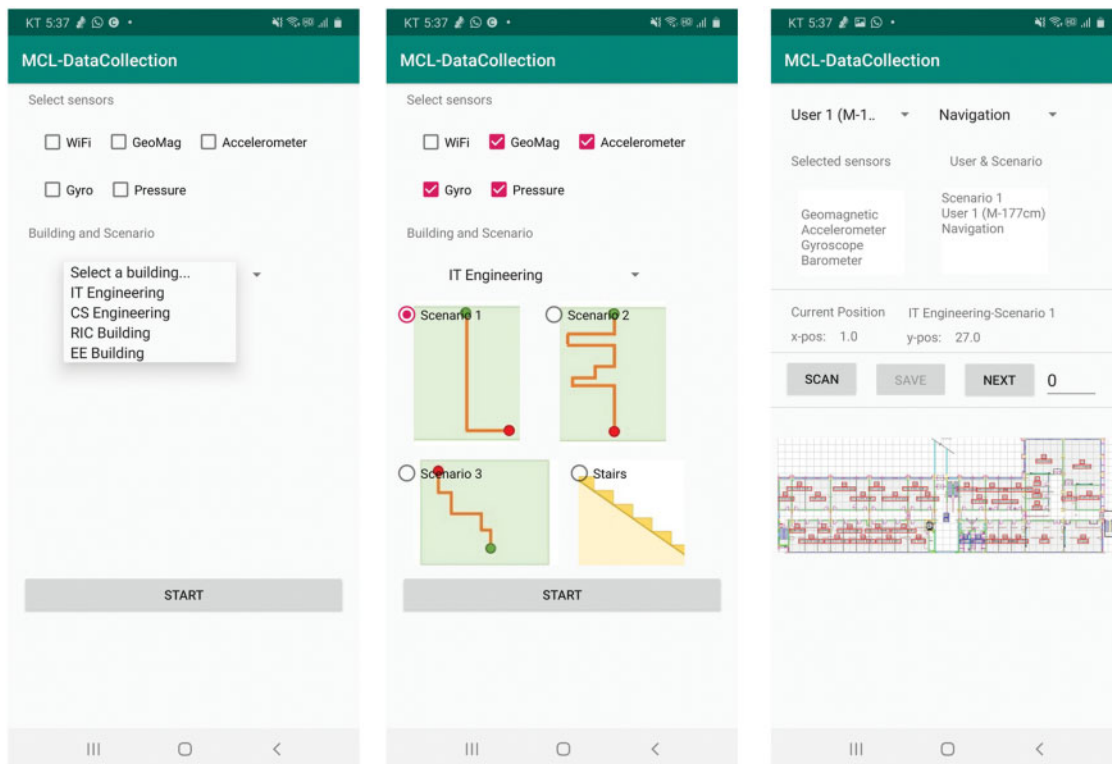 KT 5:37
MCL-DataCollection
Select sensors
WiFi GeoMag Accelerometer
Gyro Pressure
Building and Scenario
Select a building...
IT Engineering
CS Engineering
RIC Building
EE Building
START
KT 5:37
MCL-DataCollection
Select sensors
WiFi GeoMag Accelerometer
Gyro Pressure
Building and Scenario
IT Engineering
Scenario 1 Scenario 2
Scenario 3 Stairs
START
KT 5:37
MCL-DataCollection
User 1 (M-1.. Navigation
Selected sensors User & Scenario
Geomagnetic
Accelerometer
Gyroscope
Barometer
Scenario 1
User 1 (M-177cm)
Navigation
Current Position IT Engineering-Scenario 1
x-pos: 1.0 y-pos: 27.0
SCAN SAVE NEXT 0